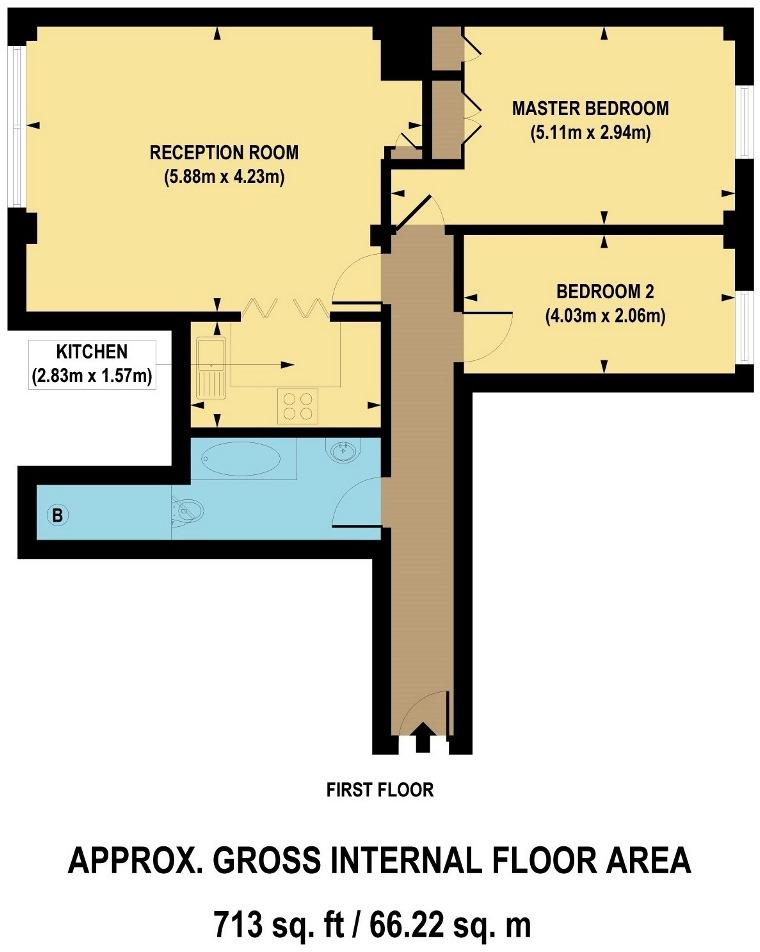 MASTER BEDROOM
(5.11m x 2.94m)
RECEPTION ROOM
(5.88m x 4.23m)
BEDROOM 2
(4.03m x 2.06m)
KITCHEN
(2.83m x 1.57m)
B
FIRST FLOOR
APPROX. GROSS INTERNAL FLOOR AREA
713 sq. ft / 66.22 sq. m